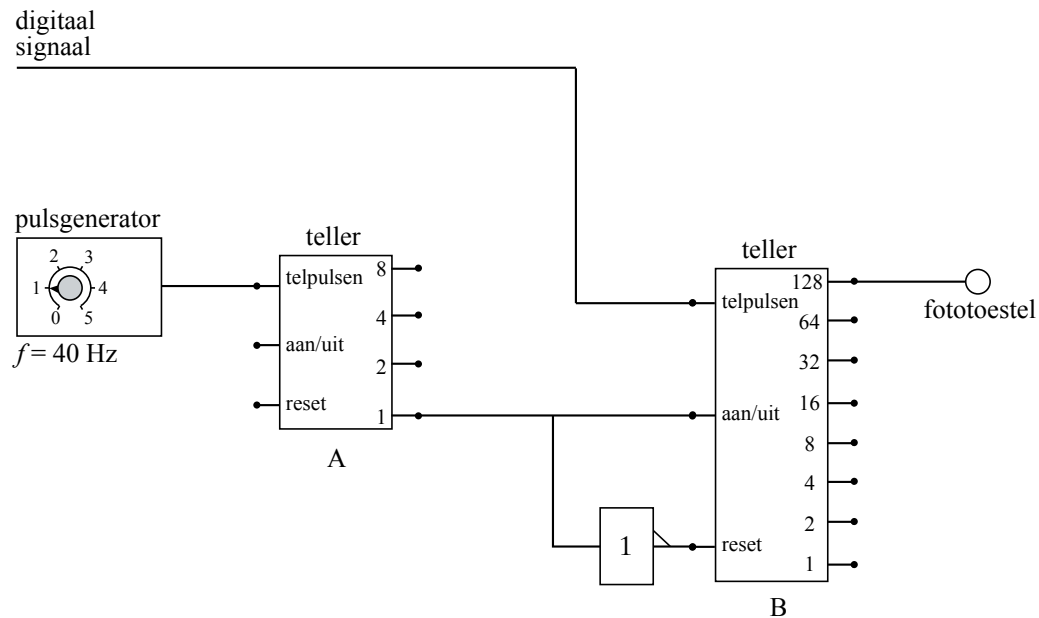 digitaal
signaal
pulsgenerator
2 3
1 4
0 5
f = 40 Hz
teller
telpulsen 8
4
aan/uit
2
reset
1
A
1
teller
128
telpulsen
64
32
16
aan/uit
8
4
2
reset
1
B
fototoestel